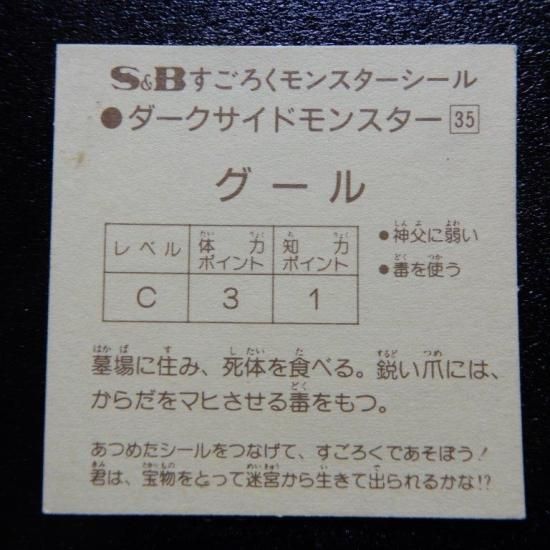 S&Bすごろくモンスターシール
●ダークサイドモンスター 35
グール
レベル 体力ポイント 知力ポイント
C 3 1
●神父に弱い
●毒を使う
墓場に住み、死体を食べる。鋭い爪には、
からだをマヒさせる毒をもつ。
あつめたシールをつなげて、すごろくであそぼう!
君は、宝物をとって迷宮から生きて出られるかな!?